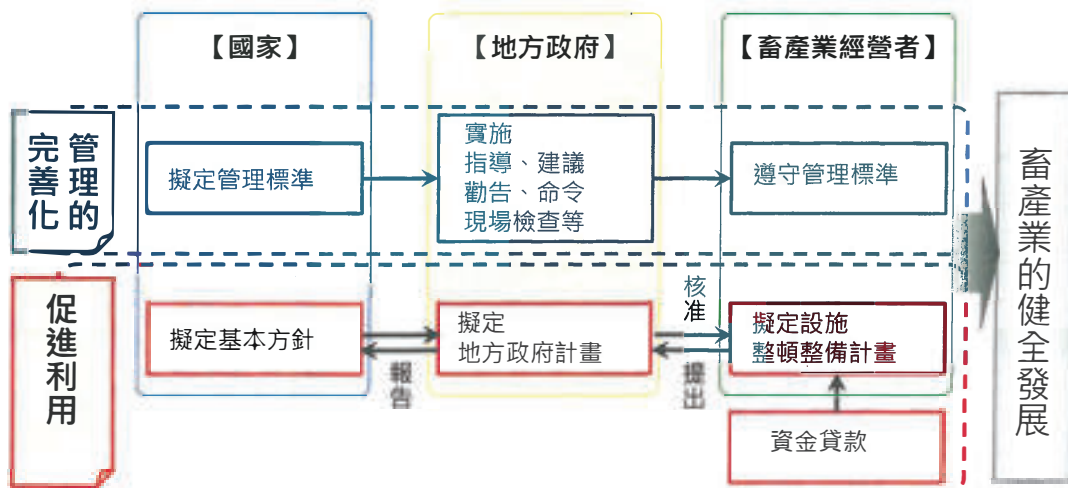 【國家】
【地方政府】
【畜產業經營者】
管理的
完善化
擬定管理標準
實施
指導、建議
勸告、命令
現場檢查等
遵守管理標準
促進利用
擬定基本方針
報告
擬定
地方政府計畫
核准
提出
擬定設施
整頓整備計畫
資金貸款
畜產業的健全發展